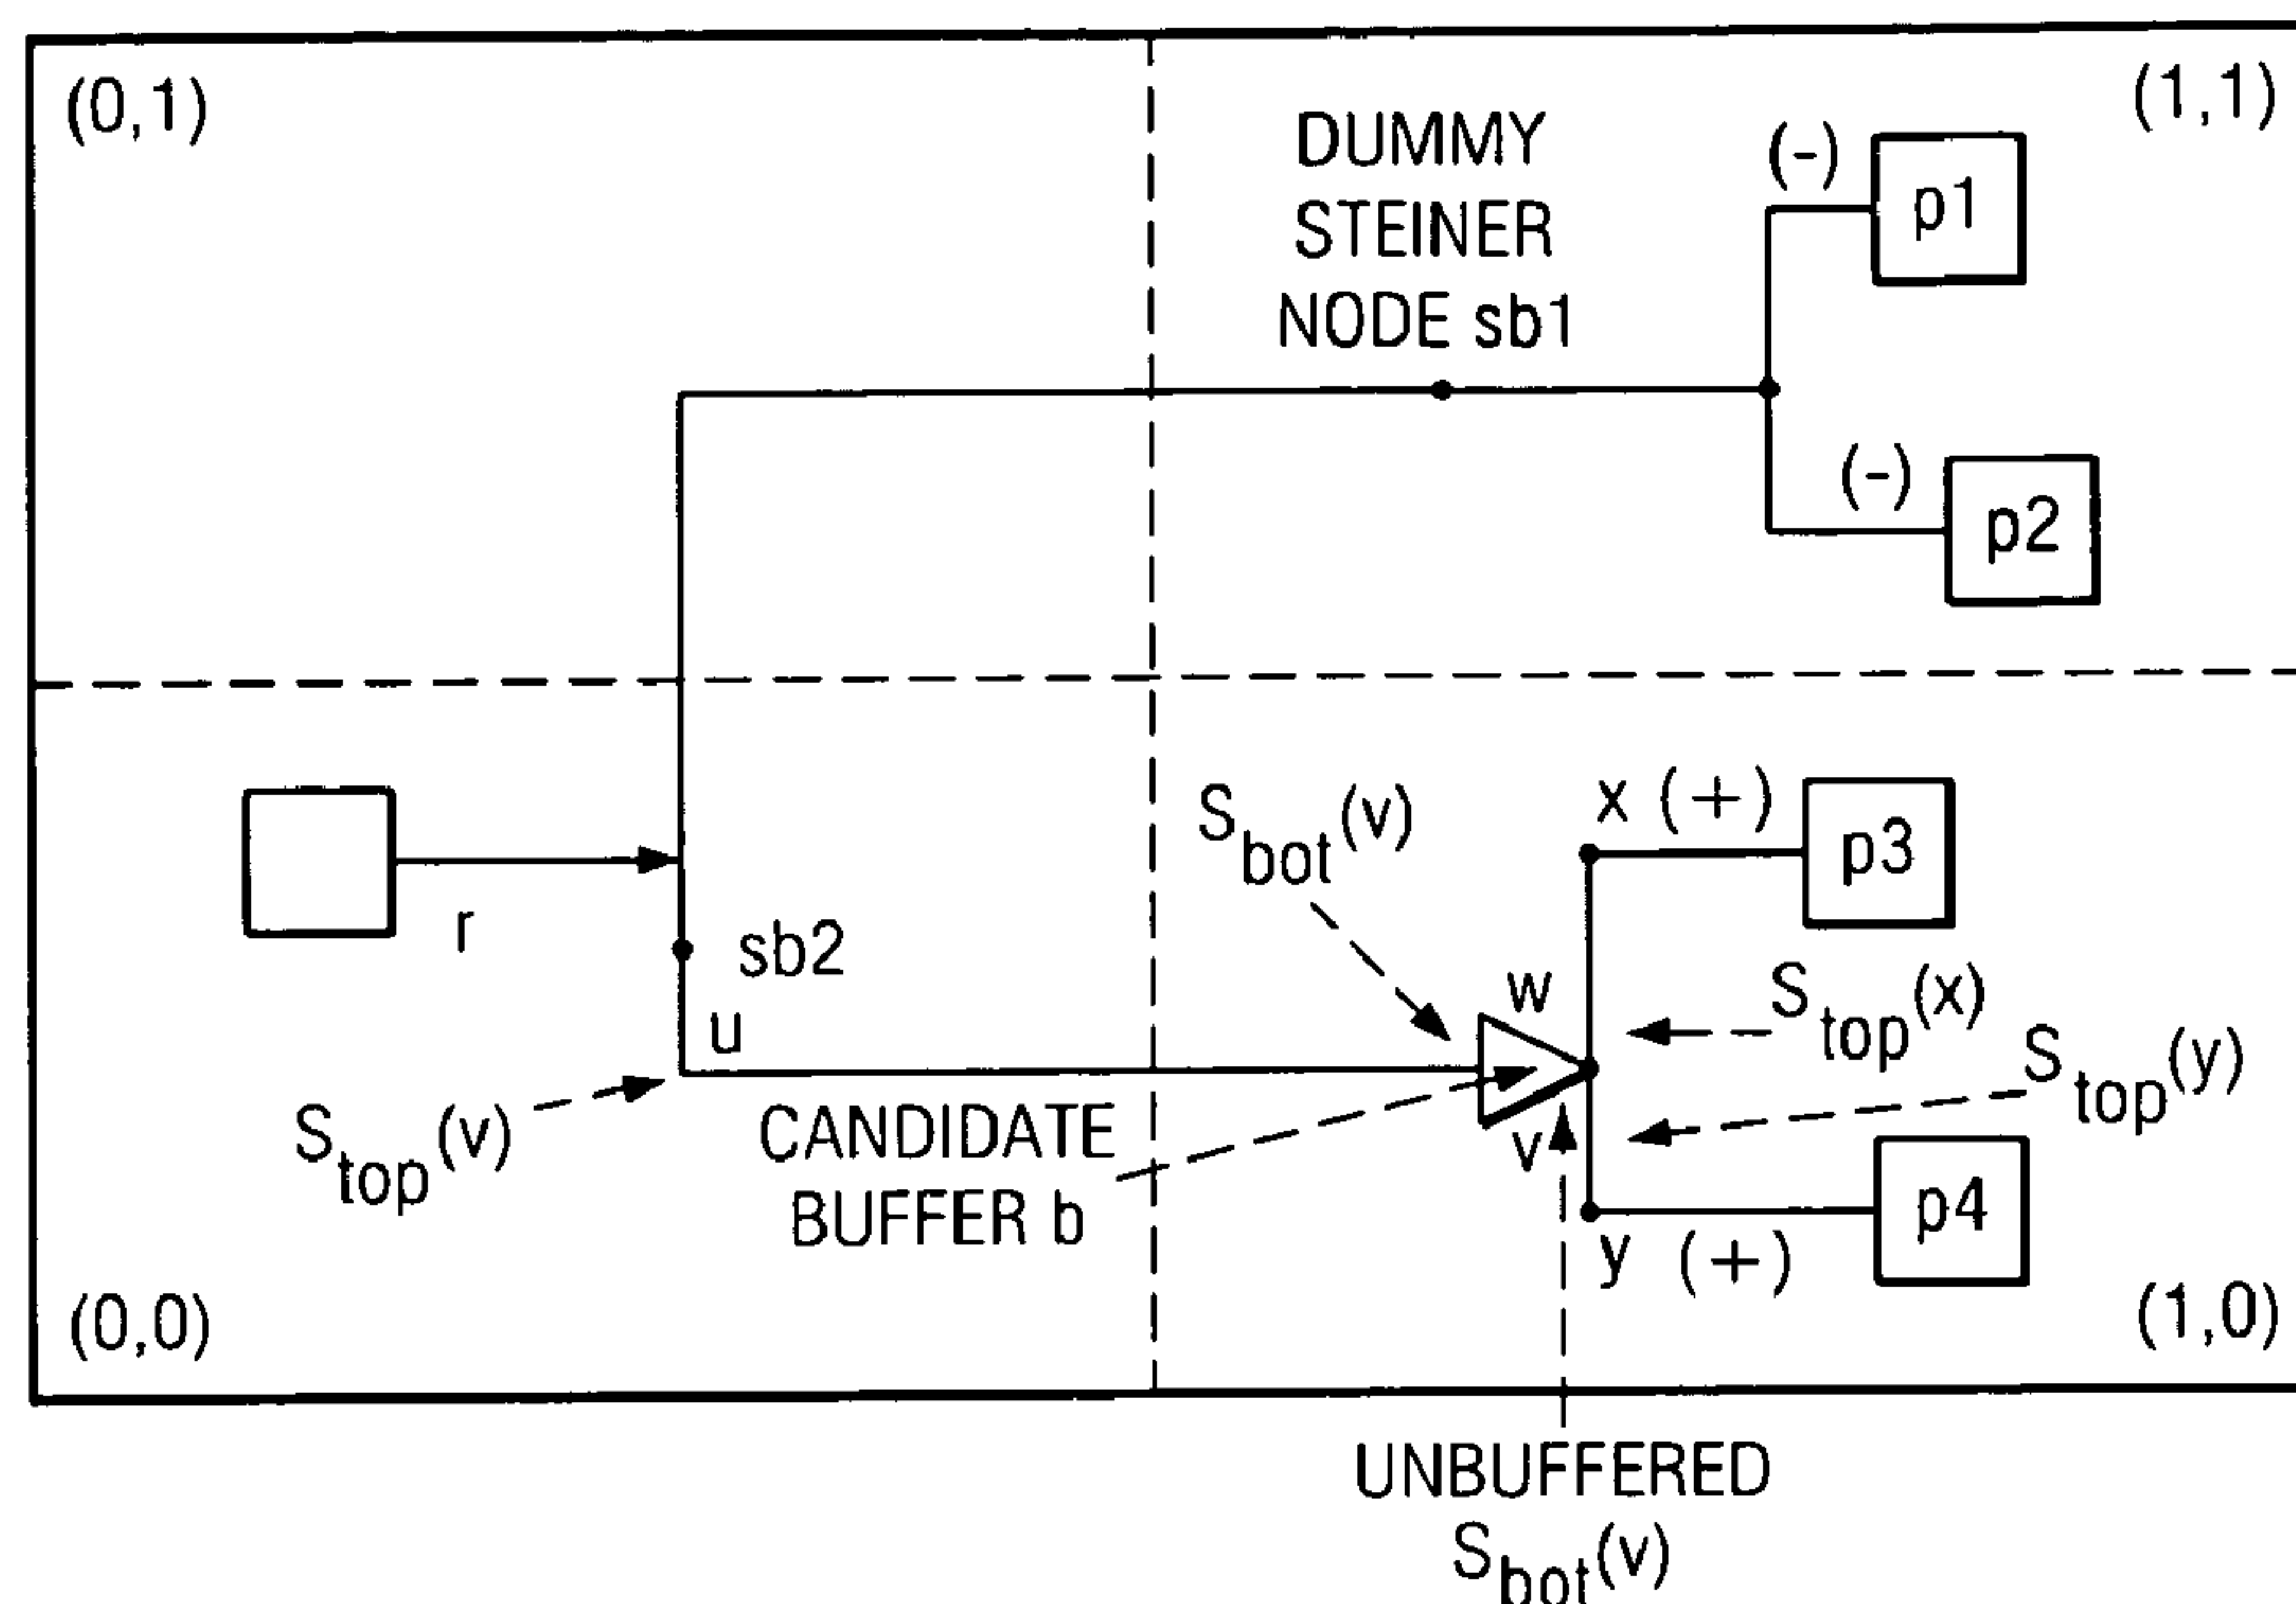 (0,1)
(1,1)
DUMMY
STEINER
NODE sb1
(-)
p1
(-)
p2
r
sb2
u
S_top(v)
CANDIDATE
BUFFER b
S_bot(v)
w
v
x (+)
p3
S_top(x)
S_top(y)
p4
y (+)
(0,0)
(1,0)
UNBUFFERED
S_bot(v)